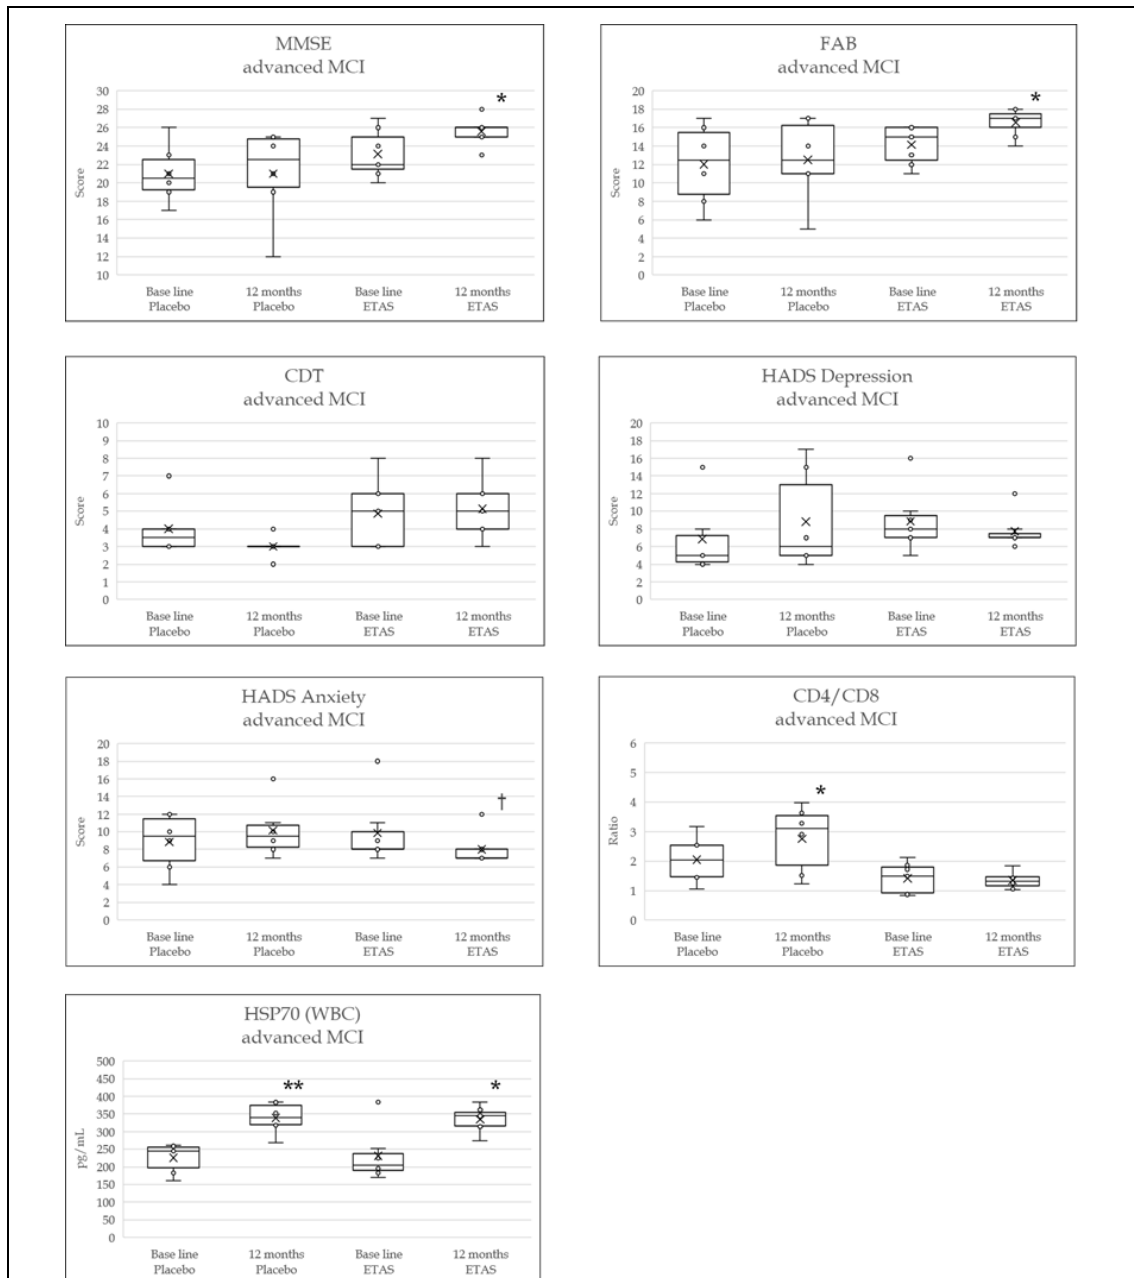 MMSE
advanced MCI
30
28
26
24
22
20
18
16
14
12
10
Score
*
Base line
Placebo
12 months
Placebo
Base line
ETAS
12 months
ETAS
FAB
advanced MCI
20
18
16
14
12
10
8
6
4
2
0
Score
*
Base line
Placebo
12 months
Placebo
Base line
ETAS
12 months
ETAS
CDT
advanced MCI
10
9
8
7
6
5
4
3
2
1
0
Score
Base line
Placebo
12 months
Placebo
Base line
ETAS
12 months
ETAS
HADS Depression
advanced MCI
20
18
16
14
12
10
8
6
4
2
0
Score
Base line
Placebo
12 months
Placebo
Base line
ETAS
12 months
ETAS
HADS Anxiety
advanced MCI
20
18
16
14
12
10
8
6
4
2
0
Score
†
Base line
Placebo
12 months
Placebo
Base line
ETAS
12 months
ETAS
CD4/CD8
advanced MCI
6
5
4
3
2
1
0
Ratio
*
Base line
Placebo
12 months
Placebo
Base line
ETAS
12 months
ETAS
HSP70 (WBC)
advanced MCI
500
450
400
350
300
250
200
150
100
50
0
pg/mL
**
*
Base line
Placebo
12 months
Placebo
Base line
ETAS
12 months
ETAS